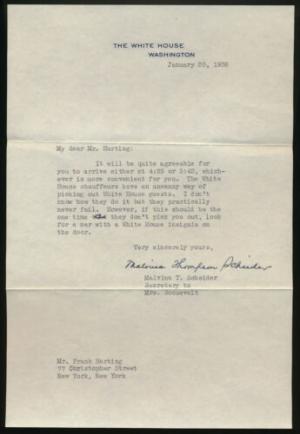 THE WHITE HOUSE
WASHINGTON
January 20, 1938
My dear Mr. Harting:
It will be quite agreeable for
you to arrive either at 4:25 or 5:45, which-
ever is more convenient for you. The White
House chauffeurs have an uncanny way of
picking out White House guests. I don't
know how they do it but they practically
never fail. However, if this should be the
one time they don't pick you out, look
for a car with a White House insignia on
the door.
Very sincerely yours,
Malvina Thompson Scheider
Malvina T. Scheider
Secretary to
Mrs. Roosevelt
Mr. Frank Harting
77 Christopher Street
New York, New York